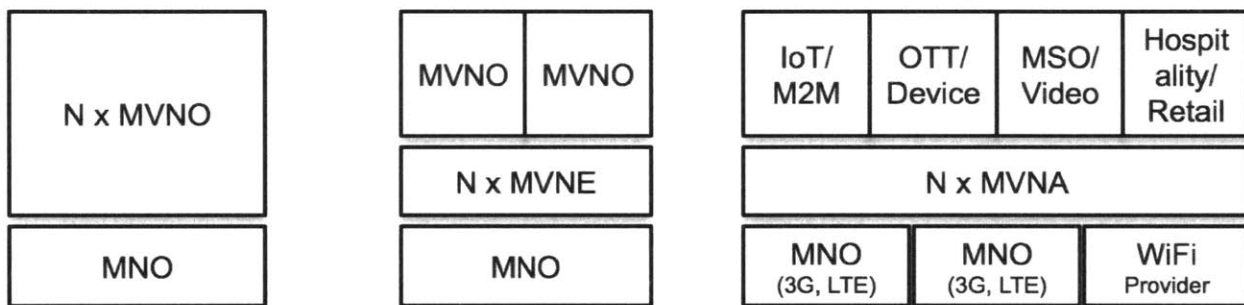 N x MVNO
MNO
MVNO
MVNO
N x MVNE
MNO
IoT/
M2M
OTT/
Device
MSO/
Video
Hospit
ality/
Retail
N x MVNA
MNO
(3G, LTE)
MNO
(3G, LTE)
WiFi
Provider